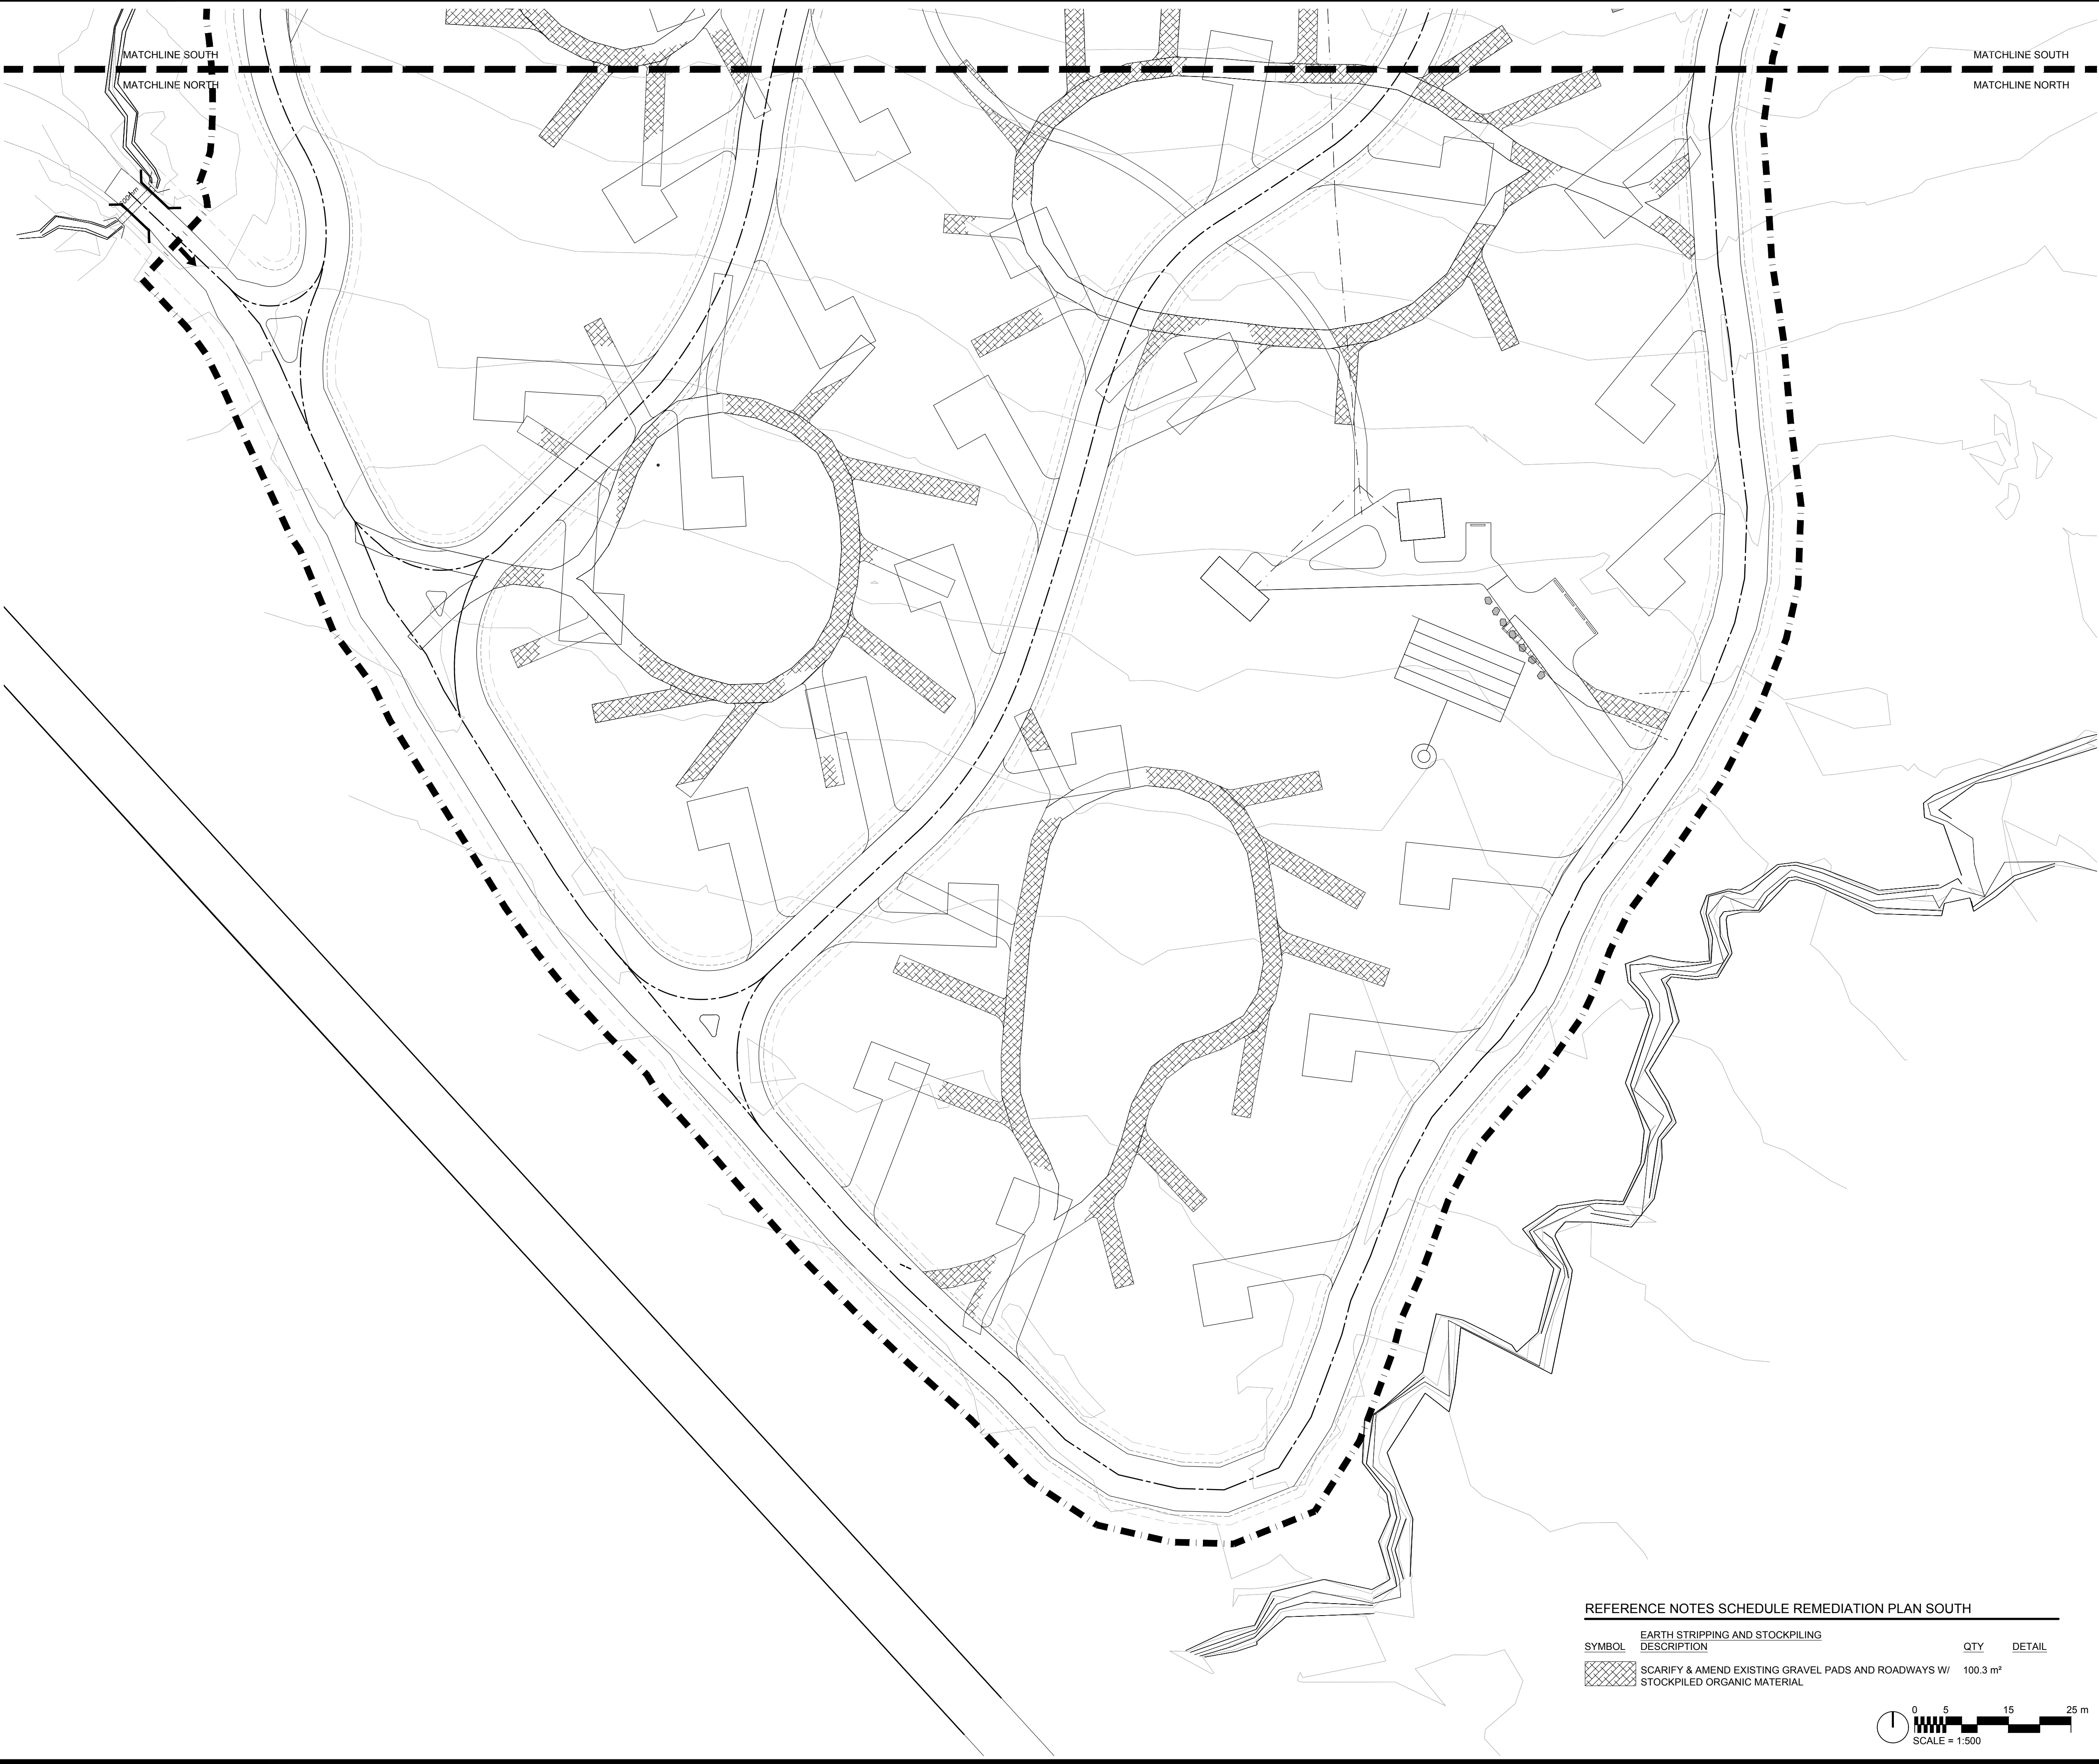 MATCHLINE SOUTH
MATCHLINE NORTH
MATCHLINE SOUTH
MATCHLINE NORTH
REFERENCE NOTES SCHEDULE REMEDIATION PLAN SOUTH
EARTH STRIPPING AND STOCKPILING
SYMBOL DESCRIPTION QTY DETAIL
SCARIFY & AMEND EXISTING GRAVEL PADS AND ROADWAYS W/ 100.3 m²
STOCKPILED ORGANIC MATERIAL
0 5 15 25 m
SCALE = 1:500